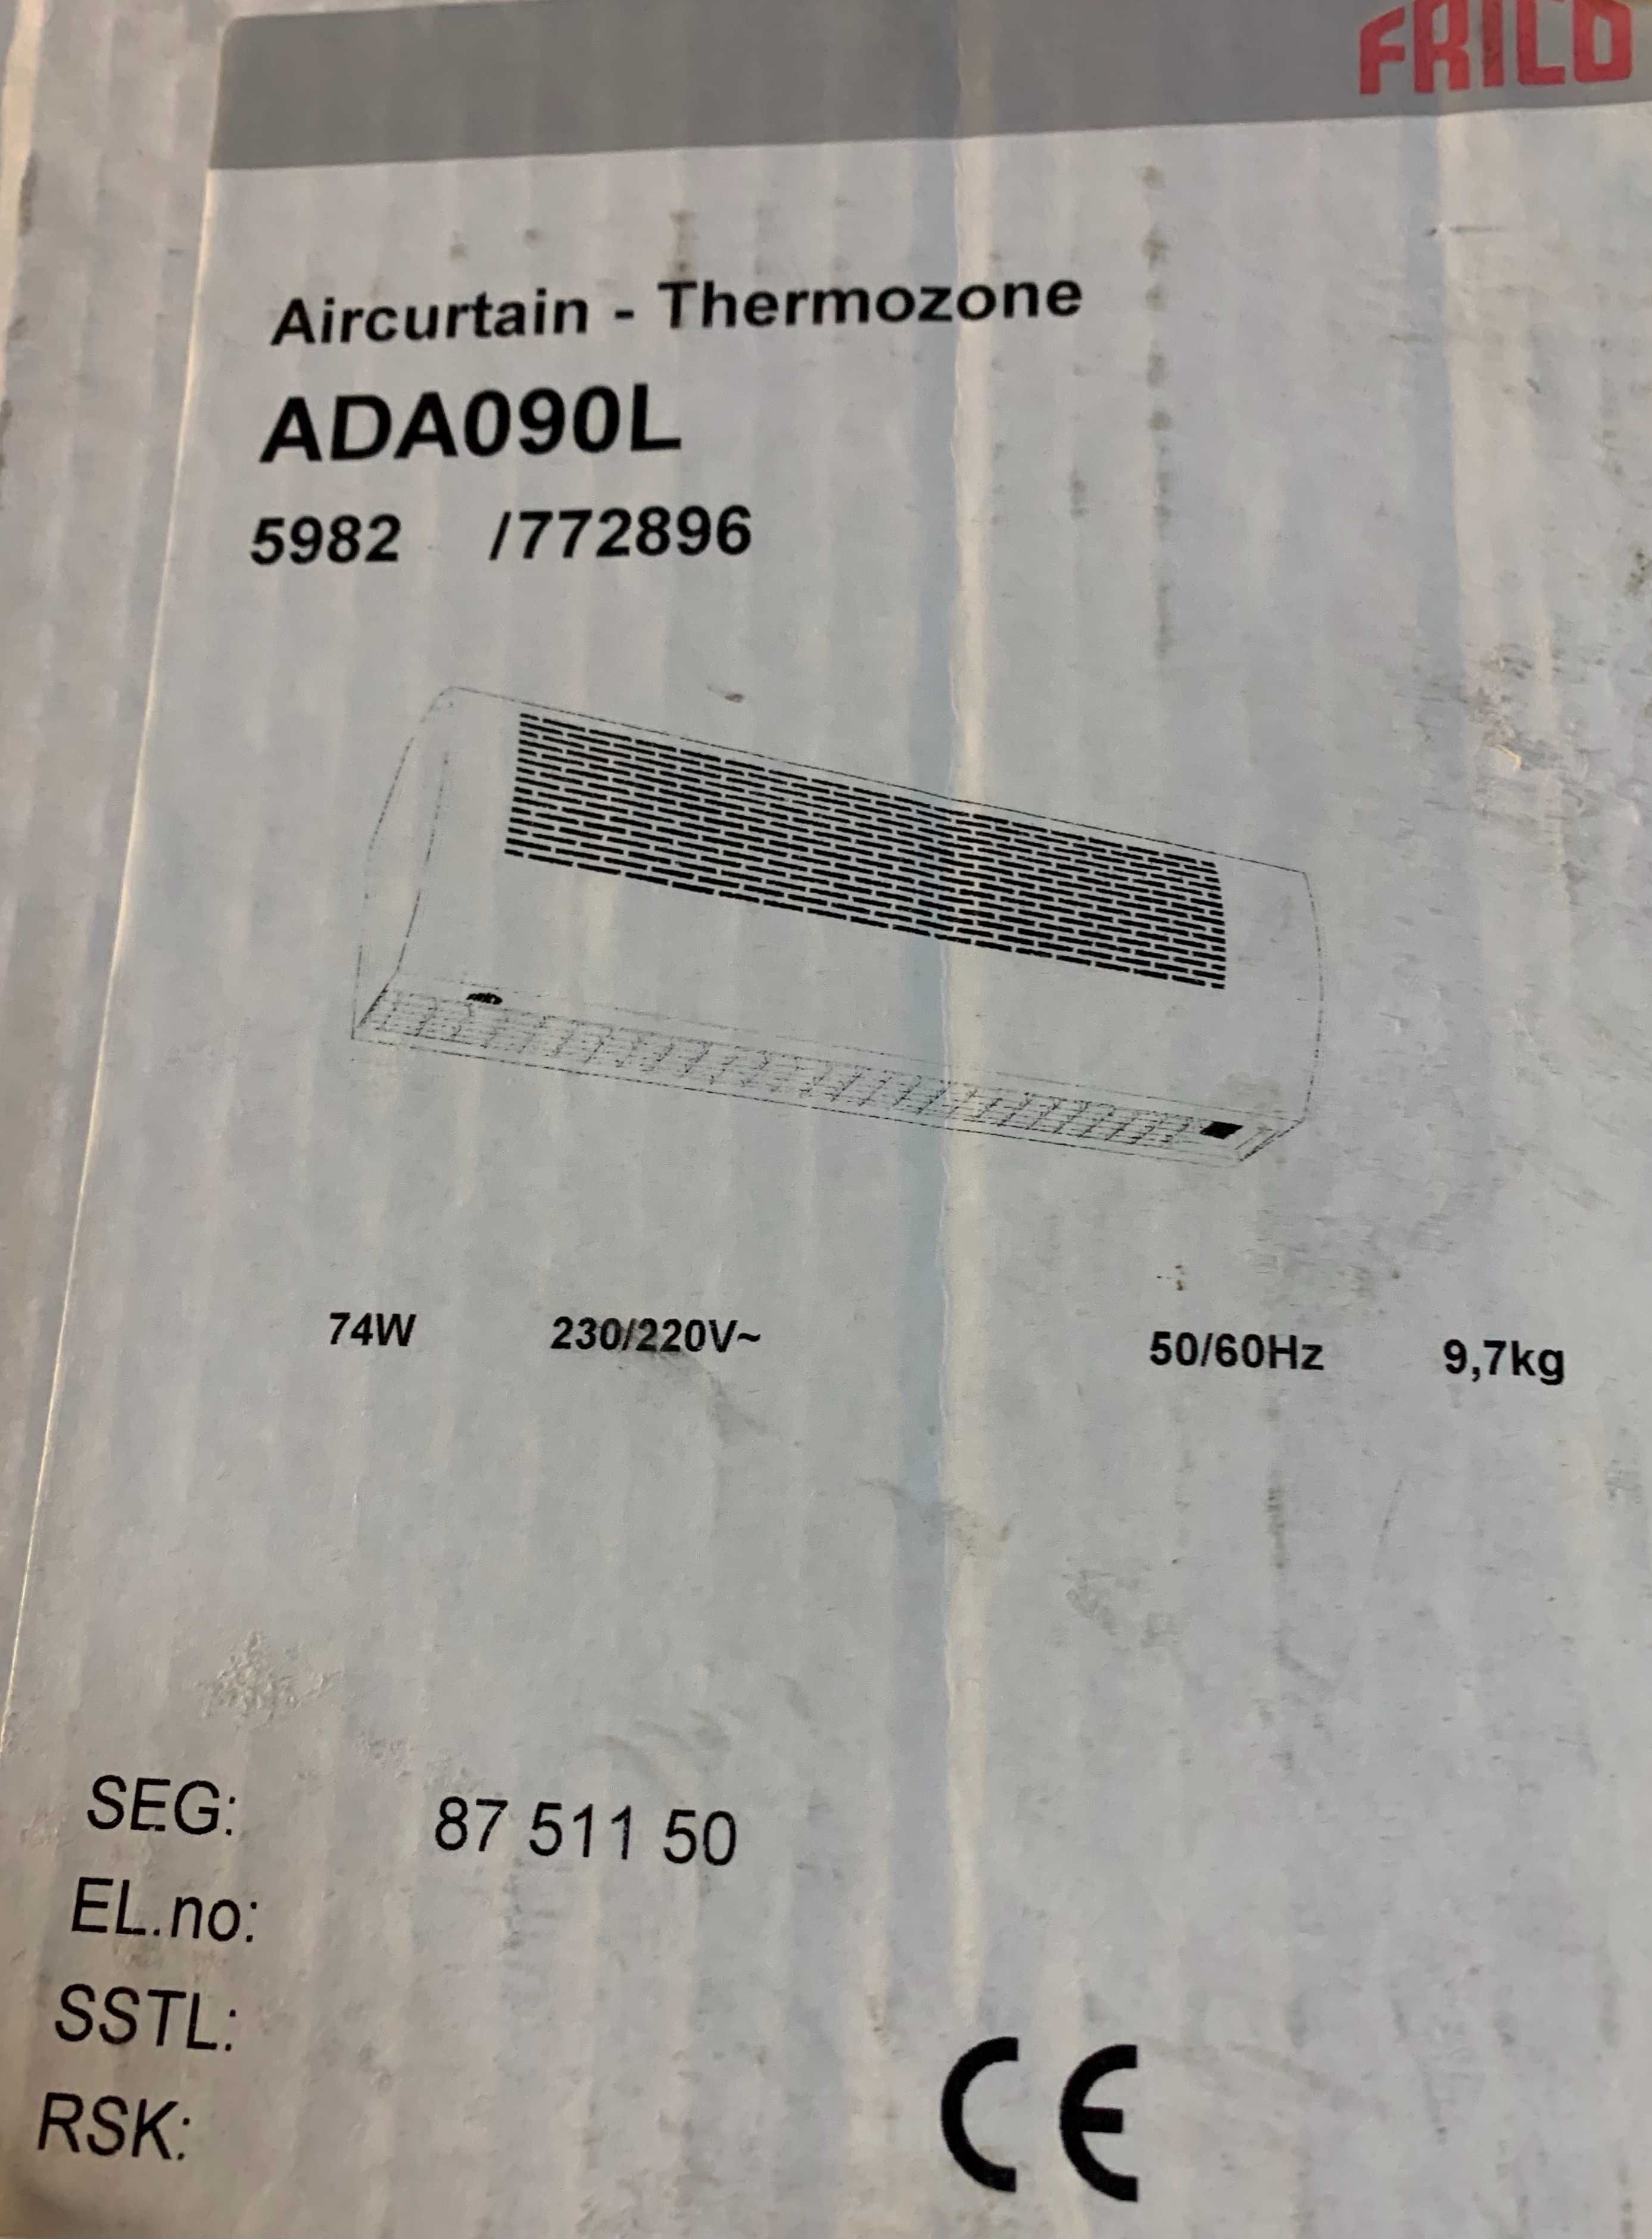 FRICO
Aircurtain - Thermozone
ADA090L
5982 /772896
74W 230/220V~ 50/60Hz 9,7kg
SEG: 87 511 50
EL.no:
SSTL:
RSK:
CE